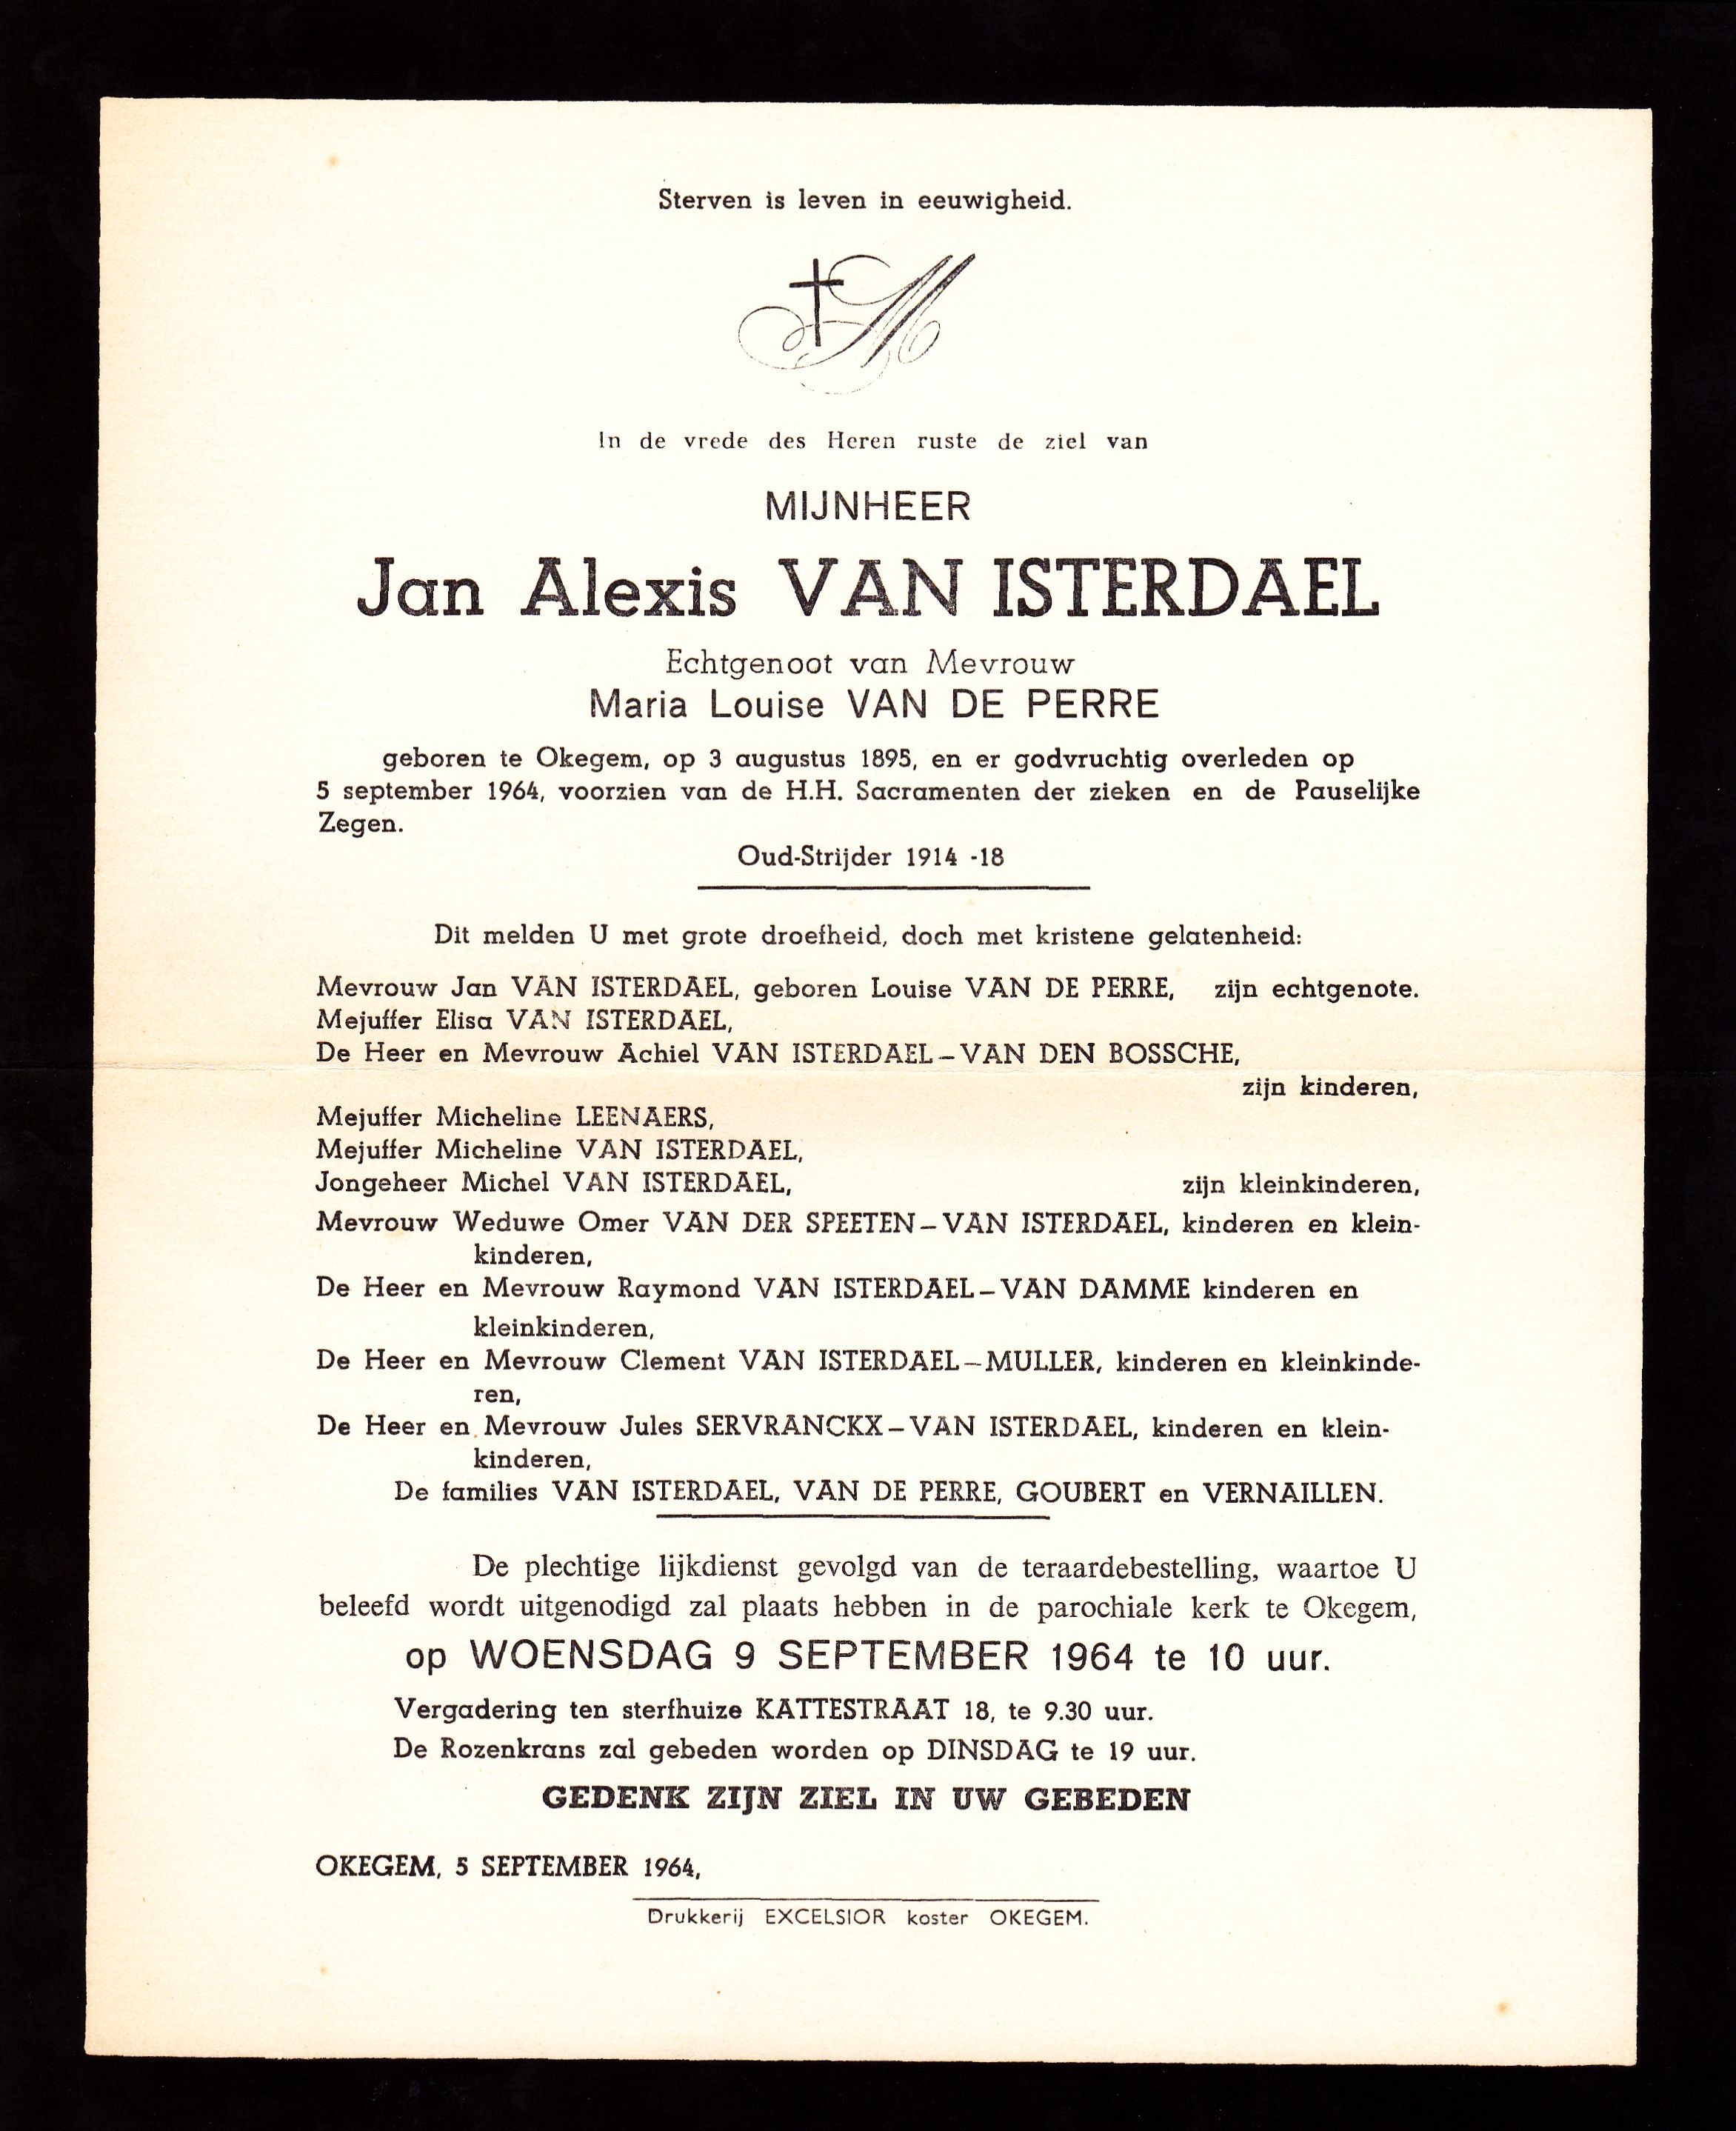 Sterven is leven in eeuwigheid.
M
In de vrede des Heren ruste de ziel van
MIJNHEER
Jan Alexis VAN ISTERDAEL
Echtgenoot van Mevrouw
Maria Louise VAN DE PERRE
geboren te Okegem, op 3 augustus 1895, en er godvruchtig overleden op
5 september 1964, voorzien van de H.H. Sacramenten der zieken en de Pauselijke
Zegen.
Oud-Strijder 1914 -18
Dit melden U met grote droefheid, doch met kristene gelatenheid:
Mevrouw Jan VAN ISTERDAEL, geboren Louise VAN DE PERRE, zijn echtgenote.
Mejuffer Elisa VAN ISTERDAEL,
De Heer en Mevrouw Achiel VAN ISTERDAEL–VAN DEN BOSSCHE,
zijn kinderen,
Mejuffer Micheline LEENAERS,
Mejuffer Micheline VAN ISTERDAEL,
Jongeheer Michel VAN ISTERDAEL, zijn kleinkinderen,
Mevrouw Weduwe Omer VAN DER SPEETEN–VAN ISTERDAEL, kinderen en klein-
kinderen,
De Heer en Mevrouw Raymond VAN ISTERDAEL–VAN DAMME kinderen en
kleinkinderen,
De Heer en Mevrouw Clement VAN ISTERDAEL–MULLER, kinderen en kleinkinde-
ren,
De Heer en Mevrouw Jules SERVRANCKX–VAN ISTERDAEL, kinderen en klein-
kinderen,
De families VAN ISTERDAEL, VAN DE PERRE, GOUBERT en VERNAILLEN.
De plechtige lijkdienst gevolgd van de teraardebestelling, waartoe U
beleefd wordt uitgenodigd zal plaats hebben in de parochiale kerk te Okegem,
op WOENSDAG 9 SEPTEMBER 1964 te 10 uur.
Vergadering ten sterfhuize KATTESTRAAT 18, te 9.30 uur.
De Rozenkrans zal gebeden worden op DINSDAG te 19 uur.
GEDENK ZIJN ZIEL IN UW GEBEDEN
OKEGEM, 5 SEPTEMBER 1964,
Drukkerij EXCELSIOR koster OKEGEM.